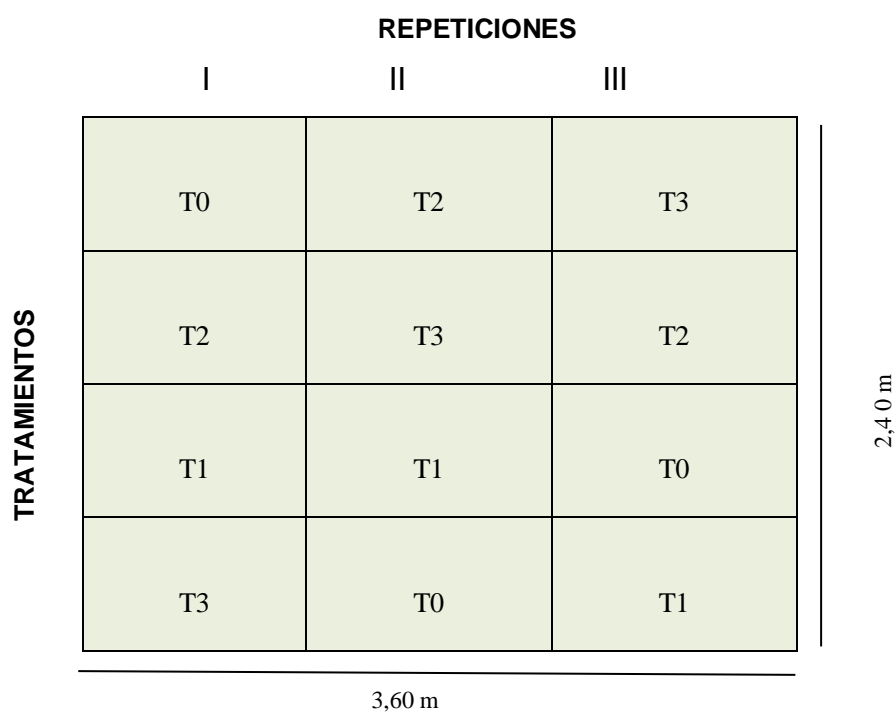 REPETICIONES
I II III
T0 T2 T3
T2 T3 T2
TRATAMIENTOS
T1 T1 T0
T3 T0 T1
2,4 0 m
3,60 m